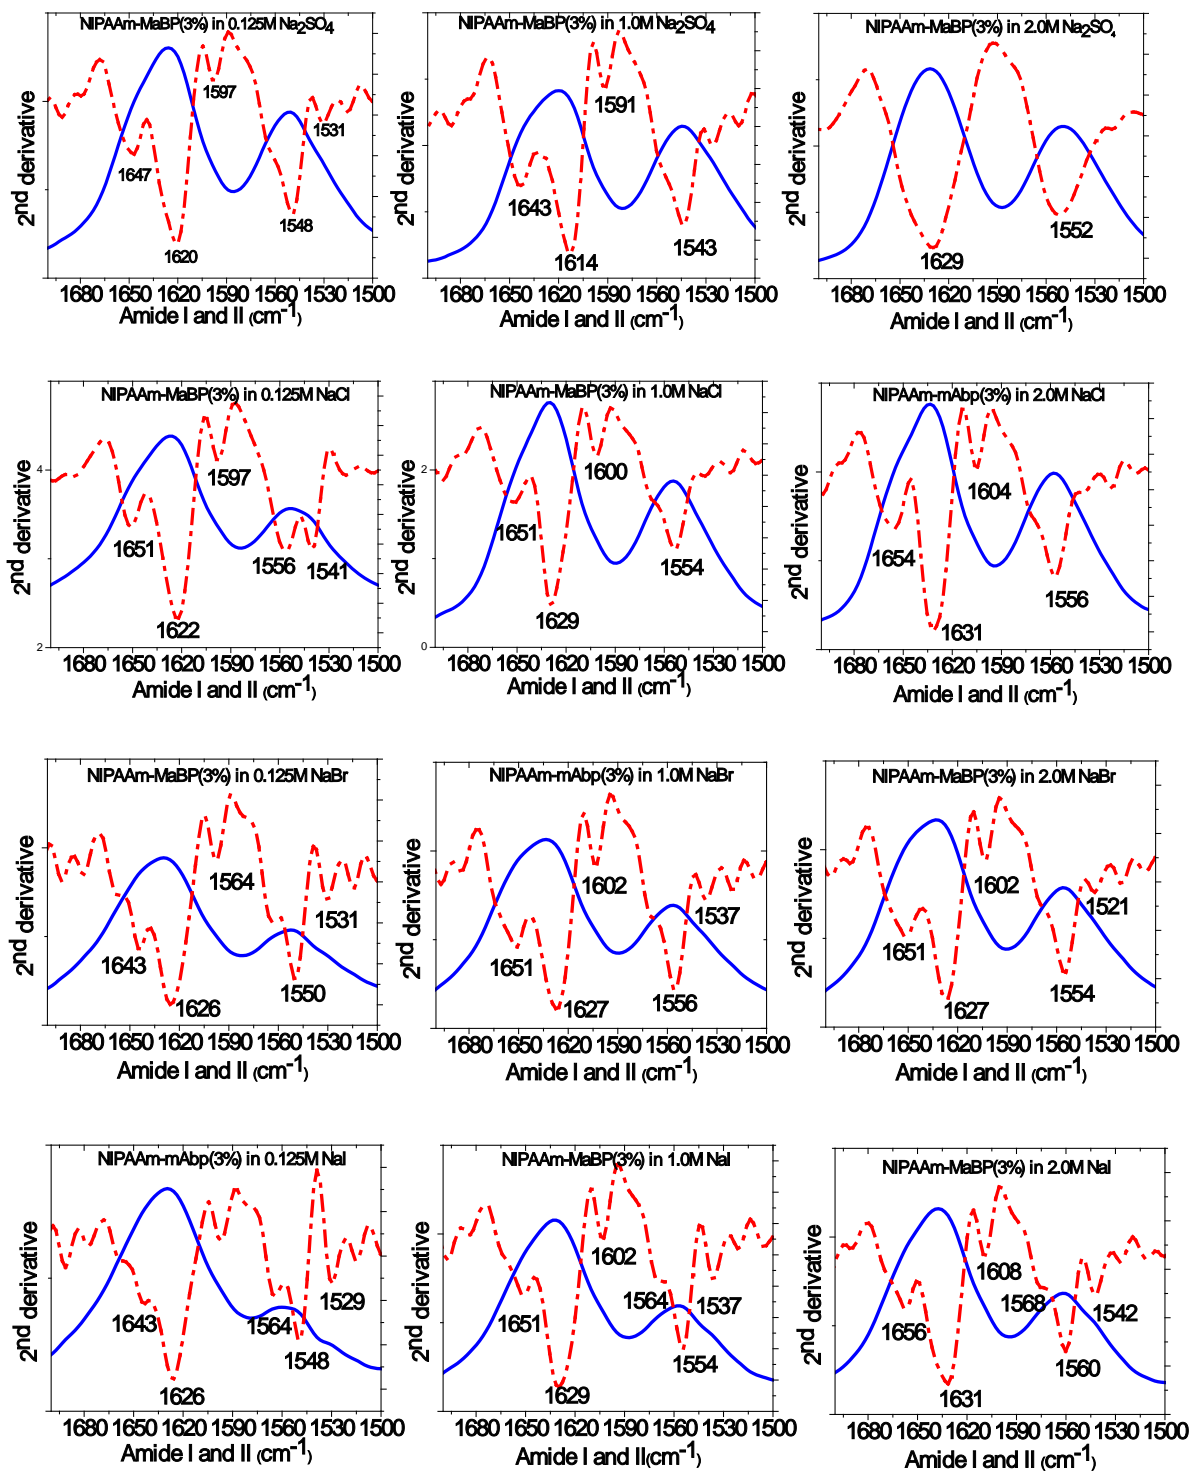 NIPAAm-MaBP(3%) in 0.125M Na₂SO₄
2nd derivative
1597
1531
1647
1548
1620
1680 1650 1620 1590 1560 1530 1500
Amide I and II (cm⁻¹)
NIPAAm-MaBP(3%) in 1.0M Na₂SO₄
2nd derivative
1591
1643
1543
1614
1680 1650 1620 1590 1560 1530 1500
Amide I and II (cm⁻¹)
NIPAAm-MaBP(3%) in 2.0M Na₂SO₄
2nd derivative
1552
1629
1680 1650 1620 1590 1560 1530 1500
Amide I and II (cm⁻¹)
NIPAAm-MaBP(3%) in 0.125M NaCl
2nd derivative
4
1597
1651
1556
1541
1622
2
1680 1650 1620 1590 1560 1530 1500
Amide I and II (cm⁻¹)
NIPAAm-MaBP(3%) in 1.0M NaCl
2nd derivative
2
1600
1651
1554
1629
0
1680 1650 1620 1590 1560 1530 1500
Amide I and II (cm⁻¹)
NIPAAm-mAbp(3%) in 2.0M NaCl
2nd derivative
1604
1654
1556
1631
1680 1650 1620 1590 1560 1530 1500
Amide I and II (cm⁻¹)
NIPAAm-MaBP(3%) in 0.125M NaBr
2nd derivative
1564
1531
1643
1550
1626
1680 1650 1620 1590 1560 1530 1500
Amide I and II (cm⁻¹)
NIPAAm-mAbp(3%) in 1.0M NaBr
2nd derivative
1602
1537
1651
1556
1627
1680 1650 1620 1590 1560 1530 1500
Amide I and II (cm⁻¹)
NIPAAm-MaBP(3%) in 2.0M NaBr
2nd derivative
1602
1521
1651
1554
1627
1680 1650 1620 1590 1560 1530 1500
Amide I and II (cm⁻¹)
NIPAAm-mAbp(3%) in 0.125M NaI
2nd derivative
1529
1643
1564
1548
1626
1680 1650 1620 1590 1560 1530 1500
Amide I and II (cm⁻¹)
NIPAAm-MaBP(3%) in 1.0M NaI
2nd derivative
1602
1564
1537
1651
1554
1629
1680 1650 1620 1590 1560 1530 1500
Amide I and II(cm⁻¹)
NIPAAm-MaBP(3%) in 2.0M NaI
2nd derivative
1608
1568
1542
1656
1560
1631
1680 1650 1620 1590 1560 1530 1500
Amide I and II (cm⁻¹)